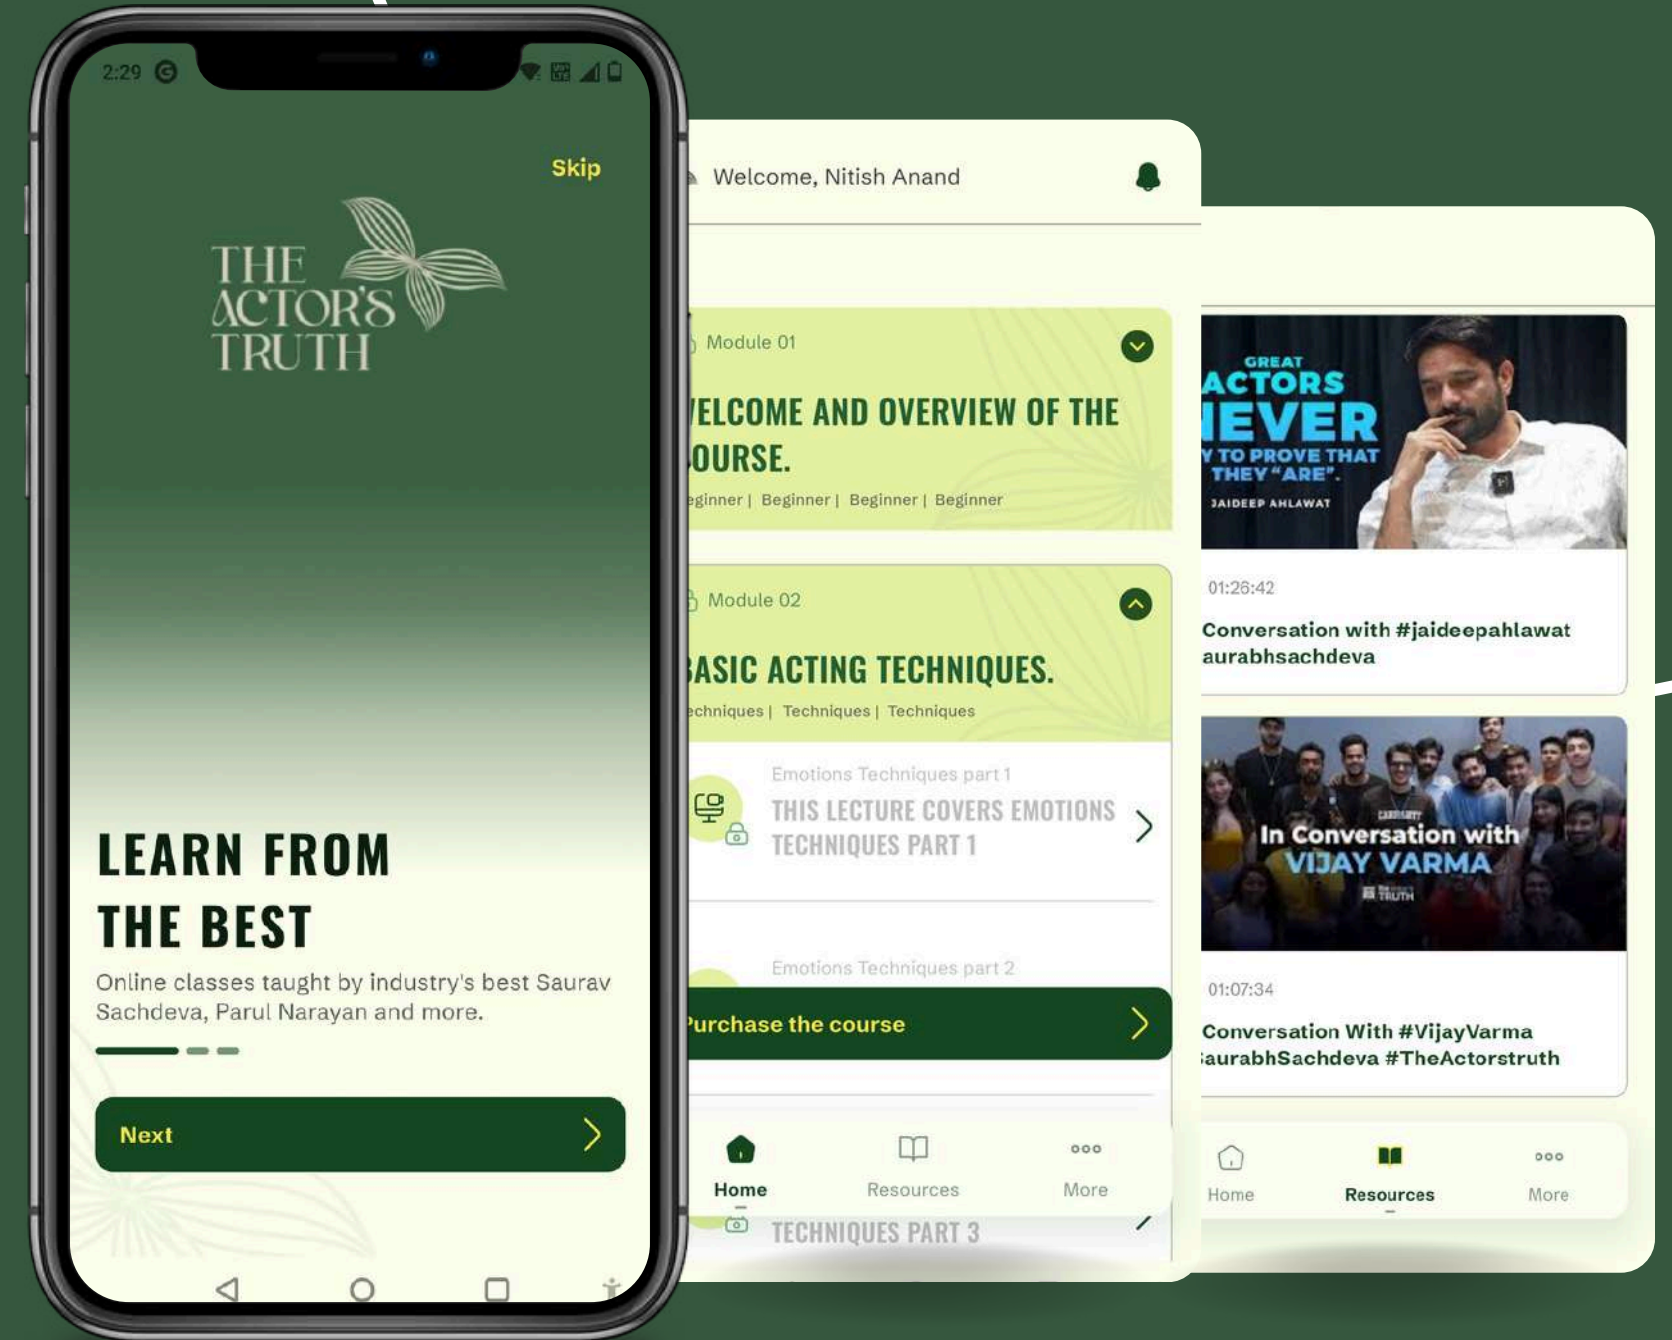 2:29
Skip
THE
ACTOR'S
TRUTH
LEARN FROM
THE BEST
Online classes taught by industry's best Saurav
Sachdeva, Parul Narayan and more.
Next
Welcome, Nitish Anand
Module 01
ELCOME AND OVERVIEW OF THE
OURSE.
eginner | Beginner | Beginner | Beginner
Module 02
BASIC ACTING TECHNIQUES.
echniques | Techniques | Techniques
Emotions Techniques part 1
THIS LECTURE COVERS EMOTIONS
TECHNIQUES PART 1
Emotions Techniques part 2
Purchase the course
Home
Resources
More
TECHNIQUES PART 3
GREAT
ACTORS
NEVER
Y TO PROVE THAT
THEY "ARE".
JAIDEEP AHLAWAT
01:26:42
Conversation with #jaideepahlawat
aurabhsachdeva
In Conversation with
VIJAY VARMA
TRUTH
01:07:34
Conversation With #VijayVarma
SaurabhSachdeva #TheActorstruth
Home
Resources
More